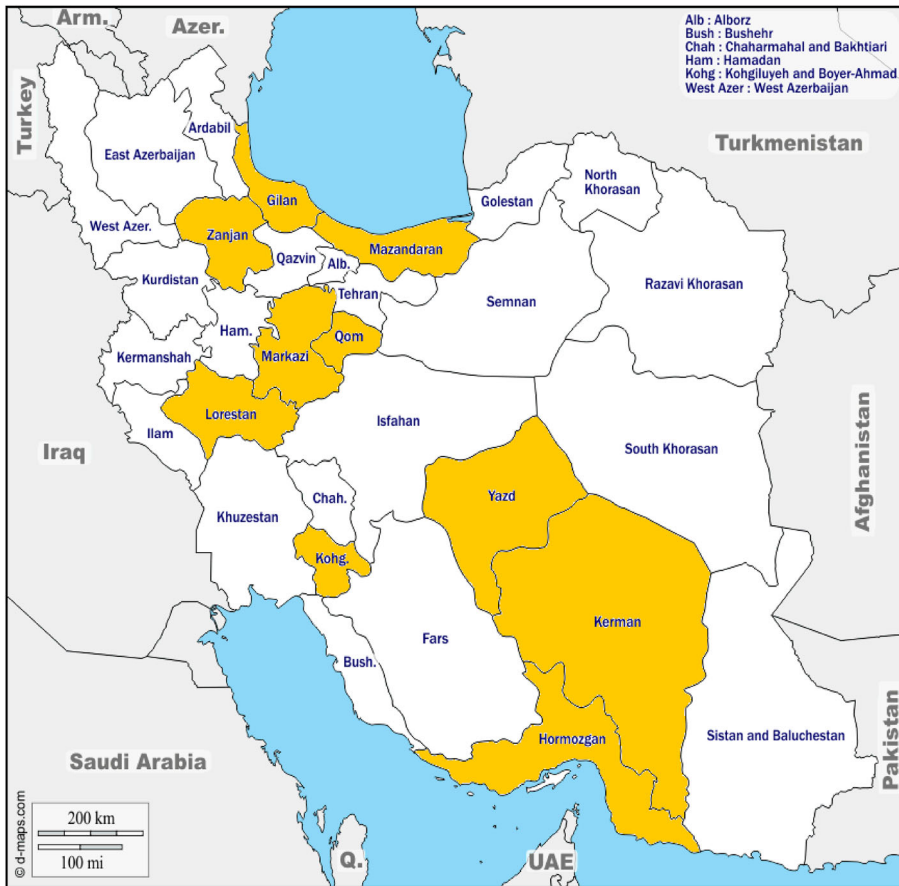 Arm.
Azer.
Alb : Alborz
Bush : Bushehr
Chah : Chaharmahal and Bakhtiari
Ham : Hamadan
Kohg : Kohgiluyeh and Boyer-Ahmad
West Azer : West Azerbaijan
Turkey
Turkmenistan
Ardabil
East Azerbaijan
North
Khorasan
Golestan
Gilan
West Azer.
Zanjan
Mazandaran
Qazvin
Alb.
Kurdistan
Tehran
Semnan
Razavi Khorasan
Ham.
Qom
Kermanshah
Markazi
Lorestan
Isfahan
Ilam
Iraq
South Khorasan
Afghanistan
Yazd
Chah.
Khuzestan
Kohg.
Kerman
Fars
Bush.
Hormozgan
Sistan and Baluchestan
Pakistan
Saudi Arabia
200 km
100 mi
© d-maps.com
Q.
UAE